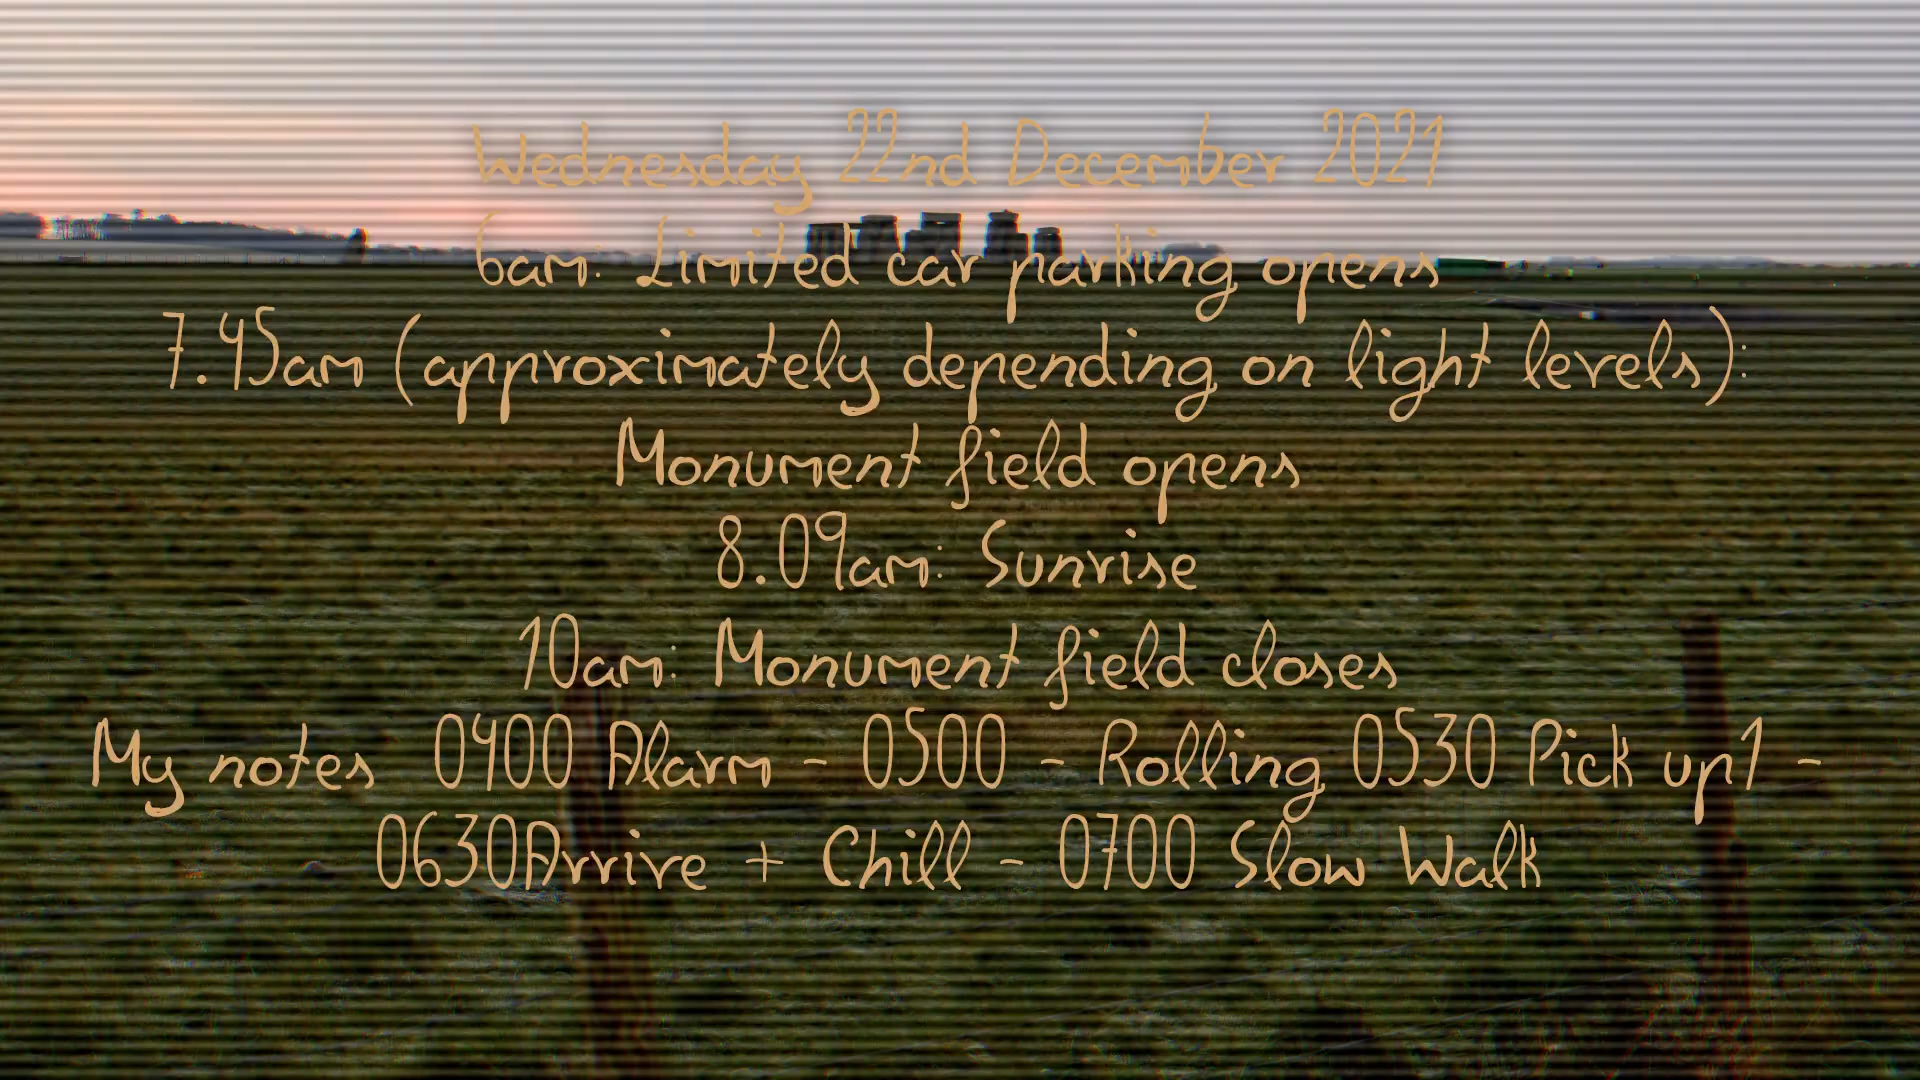 Wednesday 22nd December 2021
6am: Limited car parking opens
7.45am (approximately depending on light levels):
Monument field opens
8.09am: Sunrise
10am: Monument field closes
My notes 0400 Alarm - 0500 - Rolling 0530 Pick up1 -
0630Arrive + Chill - 0700 Slow Walk